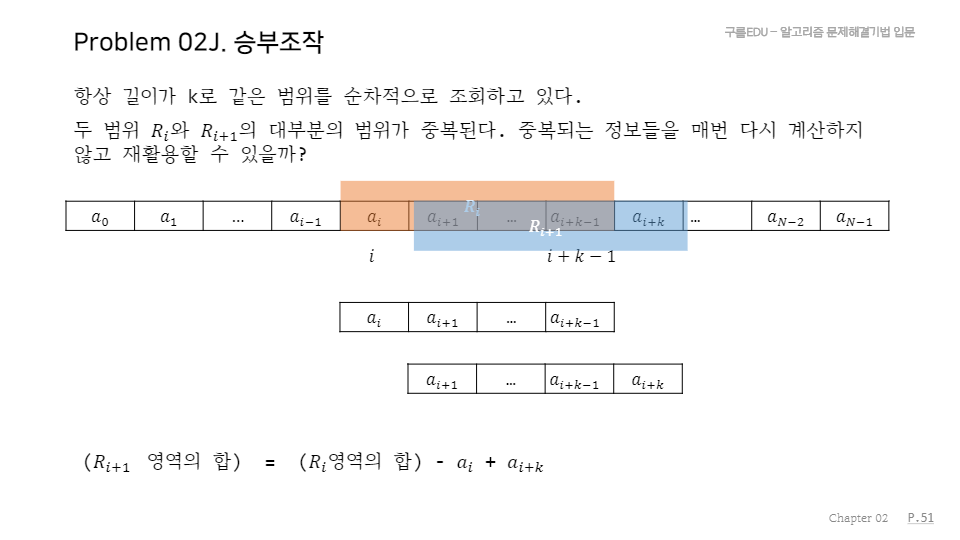 Problem 02J. 승부조작
구름EDU – 알고리즘 문제해결기법 입문
항상 길이가 k로 같은 범위를 순차적으로 조회하고 있다.
두 범위 R_i와 R_{i+1}의 대부분의 범위가 중복된다. 중복되는 정보들을 매번 다시 계산하지
않고 재활용할 수 있을까?
a_0 a_1 … a_{i−1} a_i a_{i+1} … a_{i+k−1} a_{i+k} … a_{N−2} a_{N−1}
R_i
R_{i+1}
i i + k − 1
a_i a_{i+1} … a_{i+k−1}
a_{i+1} … a_{i+k−1} a_{i+k}
(R_{i+1} 영역의 합) = (R_i영역의 합) - a_i + a_{i+k}
Chapter 02 P.51